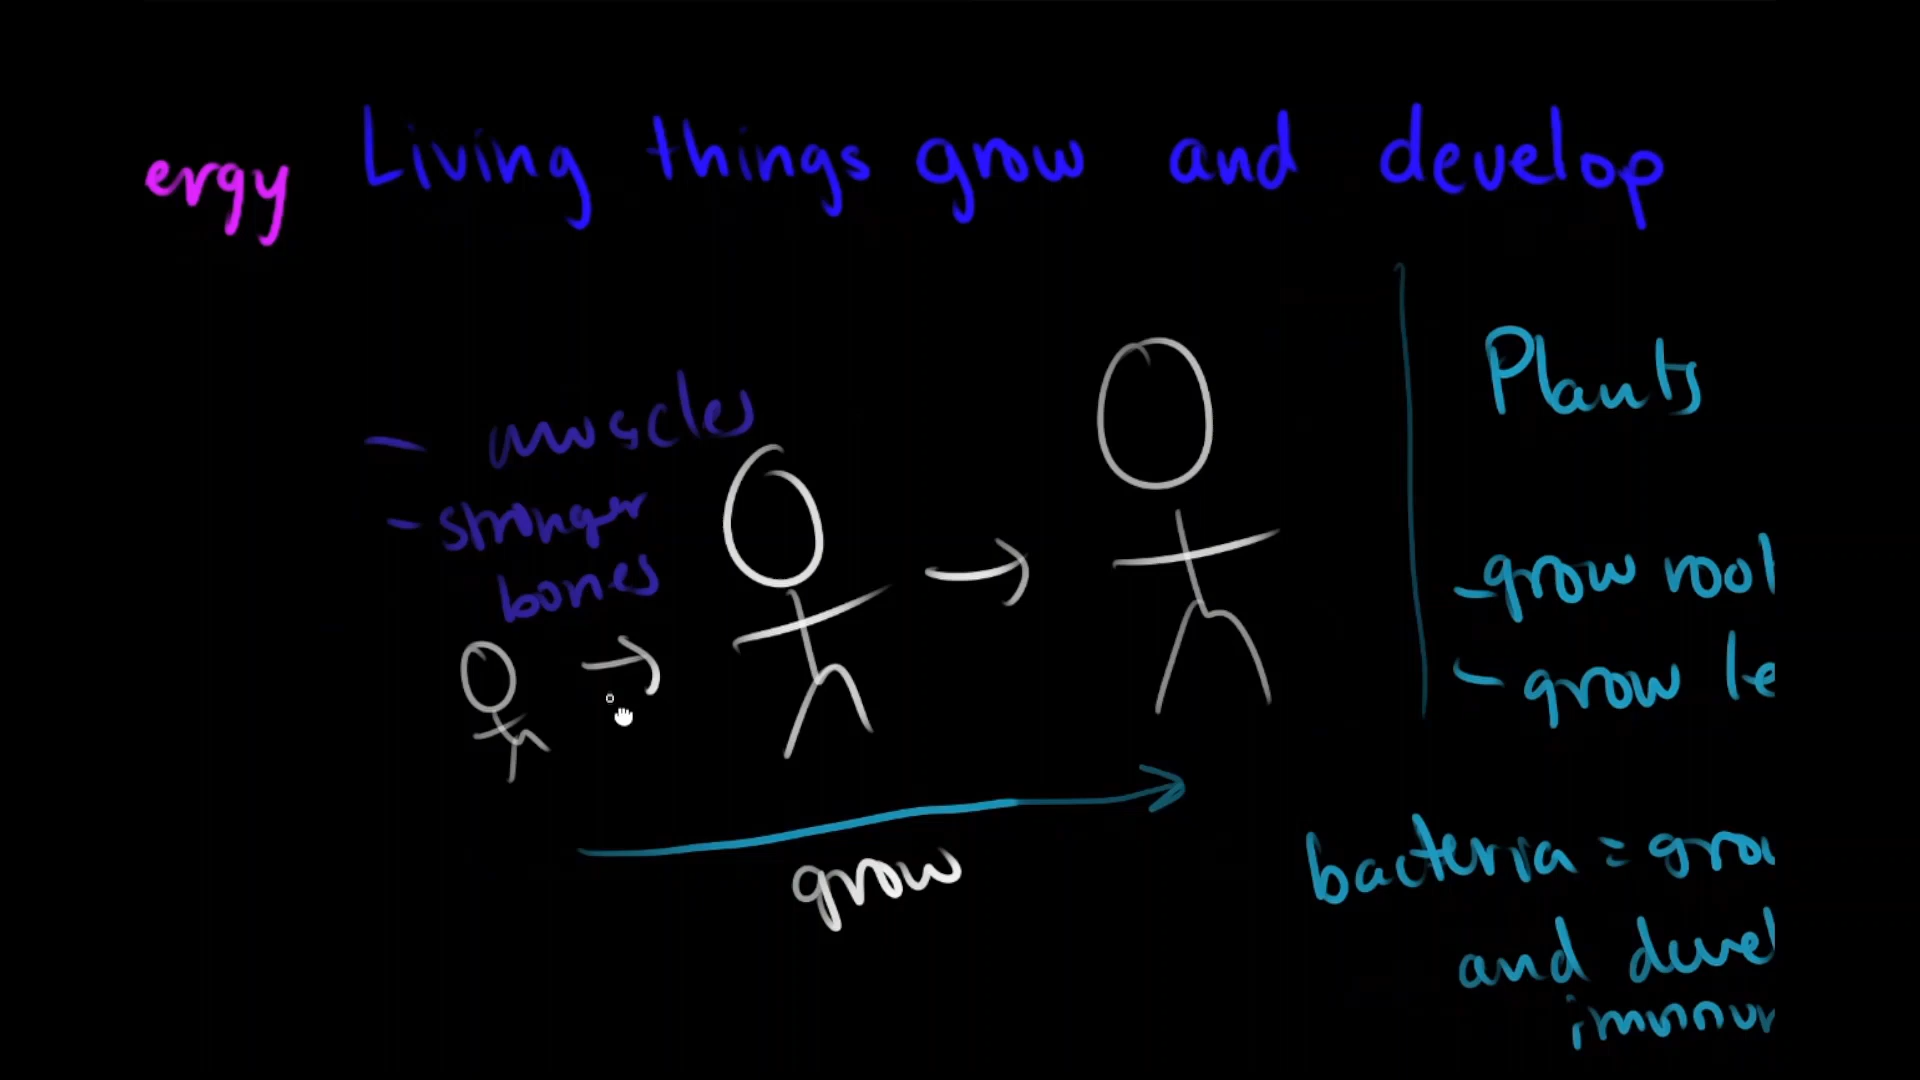 ergy Living things grow and develop
- muscles
- stronger
bones
grow
Plants
- grow root
- grow le
bacteria = grow
and devel
immun